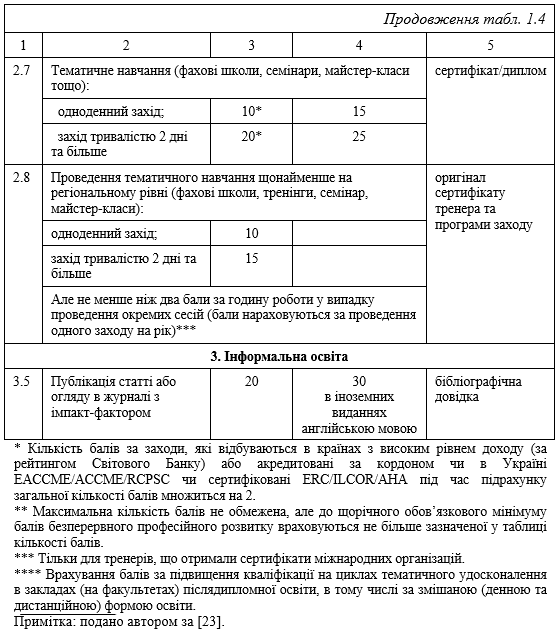 Продовження табл. 1.4
1 2 3 4 5
2.7 Тематичне навчання (фахові школи, семінари, майстер-класи сертифікат/диплом
тощо):
одноденний захід; 10* 15
захід тривалістю 2 дні 20* 25
та більше
2.8 Проведення тематичного навчання щонайменше на оригінал
регіональному рівні (фахові школи, тренінги, семінар, сертифікату
майстер-класи): тренера та
одноденний захід; 10 програми заходу
захід тривалістю 2 дні та 15
більше
Але не менше ніж два бали за годину роботи у випадку
проведення окремих сесій (бали нараховуються за проведення
одного заходу на рік)***
3. Інформальна освіта
3.5 Публікація статті або 20 30 бібліографічна
огляду в журналі з в іноземних довідка
імпакт-фактором виданнях
англійською мовою
* Кількість балів за заходи, які відбуваються в країнах з високим рівнем доходу (за
рейтингом Світового Банку) або акредитовані за кордоном чи в Україні
EACCME/ACCME/RCPSC чи сертифіковані ERC/ILCOR/AHA під час підрахунку
загальної кількості балів множиться на 2.
** Максимальна кількість балів не обмежена, але до щорічного обов’язкового мінімуму
балів безперервного професійного розвитку враховуються не більше зазначеного у таблиці
кількості балів.
*** Тільки для тренерів, що отримали сертифікати міжнародних організацій.
**** Врахування балів за підвищення кваліфікації на циклах тематичного удосконалення
в закладах (на факультетах) післядипломної освіти, в тому числі за змішаною (денною та
дистанційною) формою освіти.
Примітка: подано автором за [23].